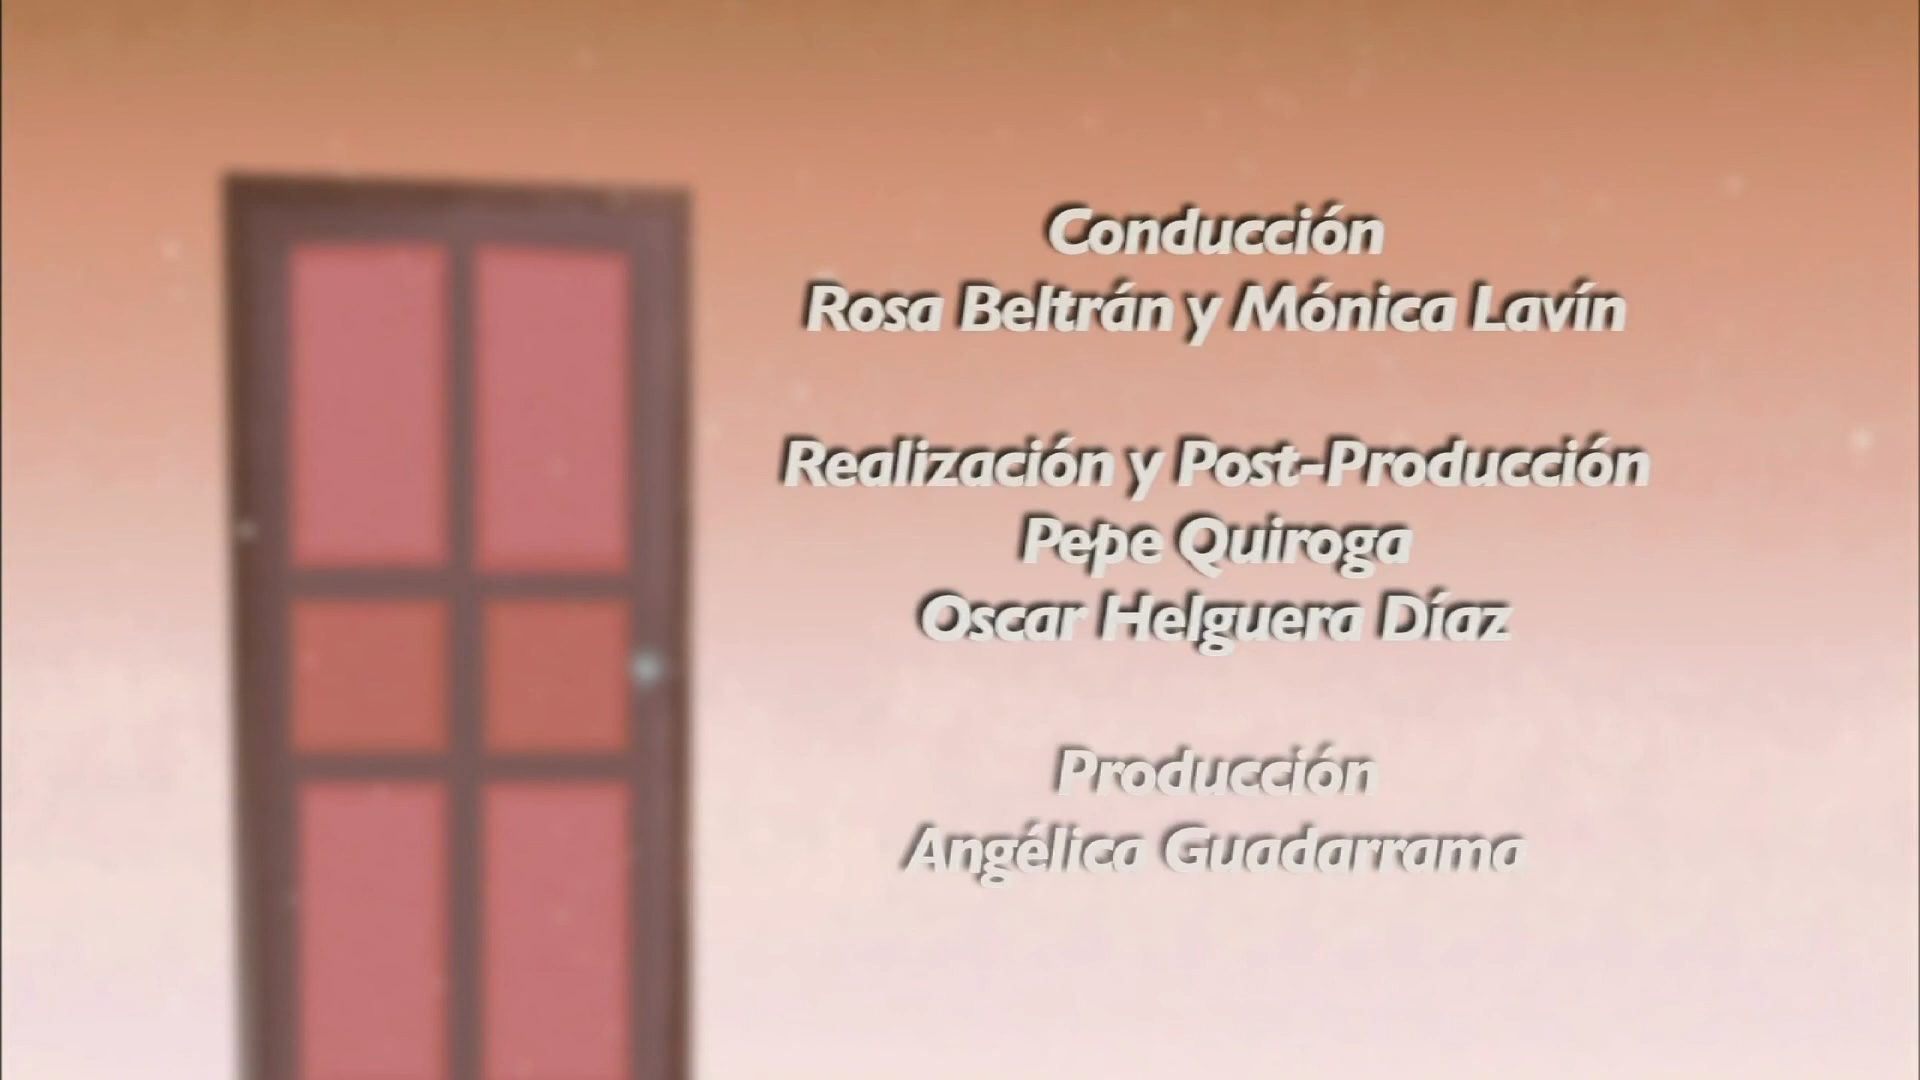 Conducción
Rosa Beltrán y Mónica Lavín
Realización y Post-Producción
Pepe Quiroga
Oscar Helguera Díaz
Producción
Angélica Guadarrama